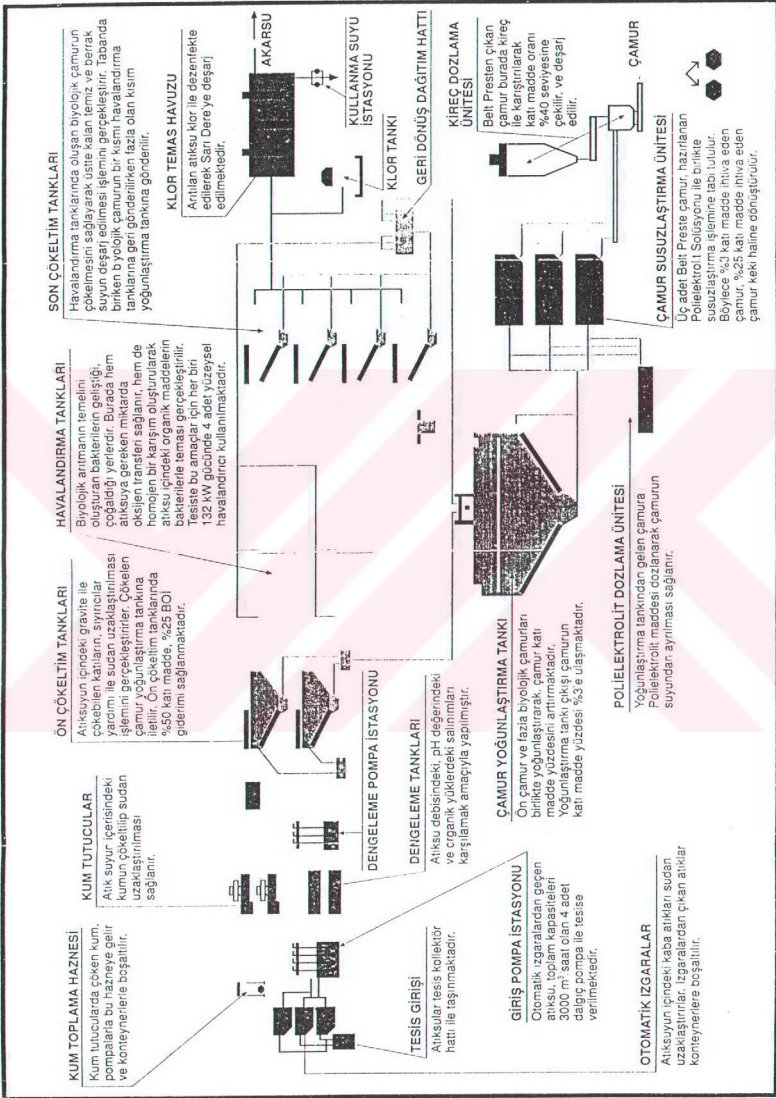 KUM TOPLAMA HAZNESİ
Kum tutucularda çöken kum,
pompalarla bu hazneye gelir
ve konteynerlerle boşaltılır.
KUM TUTUCULAR
Atık suyun içerisindeki
kumun çökeltilip sudan
uzaklaştırılması
sağlanır.
ÖN ÇÖKELTİM TANKLARI
Atıksuyun içindeki gravite ile
çökebilen katıların, sıyırıcılar
yardımı ile sudan uzaklaştırılması
işlemini gerçekleştirirler. Çökelen
çamur yoğunlaştırma tankına
iletilir. Ön çökeltim tanklarında
%50 katı madde, %25 BOİ
giderimi sağlanmaktadır.
HAVALANDIRMA TANKLARI
Biyolojik arıtmanın temelini
oluşturan bakterilerin geliştiği,
çoğaldığı yerlerdir. Burada hem
atıksuya gereken miktarda
oksijen transferi sağlanır, hem de
homojen bir karışım oluşturularak
atıksu içindeki organik maddelerin
bakterilerle teması gerçekleştirilir.
Tesiste bu amaçlar için her biri
132 kW gücünde 4 adet yüzeysel
havalandırıcı kullanılmaktadır.
SON ÇÖKELTİM TANKLARI
Havalandırma tanklarında oluşan biyolojik çamurun
çökelmesini sağlayarak üstte kalan temiz ve berrak
suyun deşarj edilmesi işlemini gerçekleştirir. Tabanda
biriken biyolojik çamurun bir kısmı havalandırma
tanklarına geri gönderilirken fazla olan kısım
yoğunlaştırma tankına gönderilir.
KLOR TEMAS HAVUZU
Arıtılan atıksu klor ile dezenfekte
edilerek Sarı Dere'ye deşarj
edilmektedir.
AKARSU
KULLANMA SUYU
İSTASYONU
KLOR TANKI
GERİ DÖNÜŞ DAĞITIM HATTI
TESİS GİRİŞİ
Atıksular tesis kollektör
hattı ile taşınmaktadır.
DENGELEME POMPA İSTASYONU
DENGELEME TANKLARI
Atıksu debisindeki, pH değerindeki
ve organik yüklerdeki salınımları
karşılamak amaçıyla yapılmıştır.
GİRİŞ POMPA İSTASYONU
Otomatik ızgaralardan geçen
atıksu, toplam kapasiteleri
3000 m³ saat olan 4 adet
dalgıç pompa ile tesise
verilmektedir.
OTOMATİK IZGARALAR
Atıksuyun içindeki kaba atıkları sudan
uzaklaştırırlar. Izgaralardan çıkan atıklar
konteynerlere boşaltılır.
ÇAMUR YOĞUNLAŞTIRMA TANKI
Ön çamur ve fazla biyolojik çamurları
birlikte yoğunlaştırarak, çamur katı
madde yüzdesini arttırmaktadır.
Yoğunlaştırma tankı çıkışı çamurun
katı madde yüzdesi %3'e ulaşmaktadır.
POLİELEKTROLİT DOZLAMA ÜNİTESİ
Yoğunlaştırma tankından gelen çamura
Polielektrolit maddesi dozlanarak çamurun
suyundan ayrılması sağlanır.
ÇAMUR SUSUZLAŞTIRMA ÜNİTESİ
Üç adet Belt Preste çamur, hazırlanan
Polielektrolit Solüsyonu ile birlikte
susuzlaştırma işlemine tabi tutulur.
Böylece %3 katı madde ihtiva eden
çamur, %25 katı madde ihtiva eden
çamur keki haline dönüştürülür.
KİREÇ DOZLAMA
ÜNİTESİ
Belt Presten çıkan
çamur burada kireç
ile karıştırılarak
katı madde oranı
%40 seviyesine
çekilir. ve deşarj
edilir.
ÇAMUR